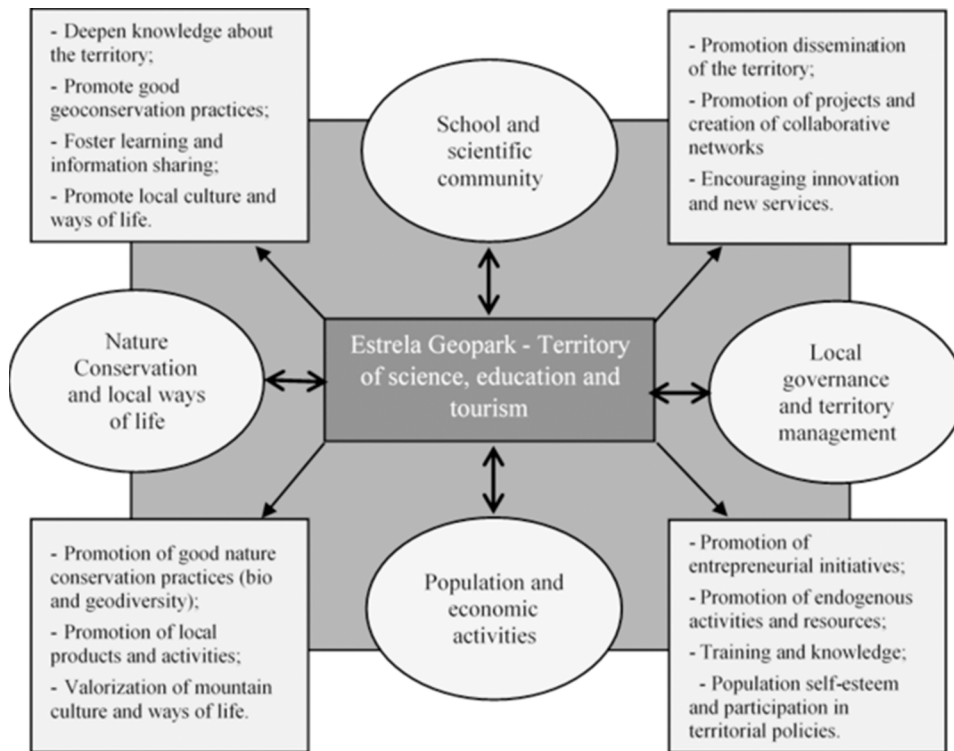 - Deepen knowledge about
the territory;
- Promote good
geoconservation practices;
- Foster learning and
information sharing;
- Promote local culture and
ways of life.
School and
scientific
community
- Promotion dissemination
of the territory;
- Promotion of projects and
creation of collaborative
networks
- Encouraging innovation
and new services.
Nature
Conservation
and local ways
of life
Estrela Geopark - Territory
of science, education and
tourism
Local
governance
and territory
management
- Promotion of good nature
conservation practices (bio
and geodiversity);
- Promotion of local
products and activities;
- Valorization of mountain
culture and ways of life.
Population and
economic
activities
- Promotion of
entrepreneurial initiatives;
- Promotion of endogenous
activities and resources;
- Training and knowledge;
- Population self-esteem
and participation in
territorial policies.